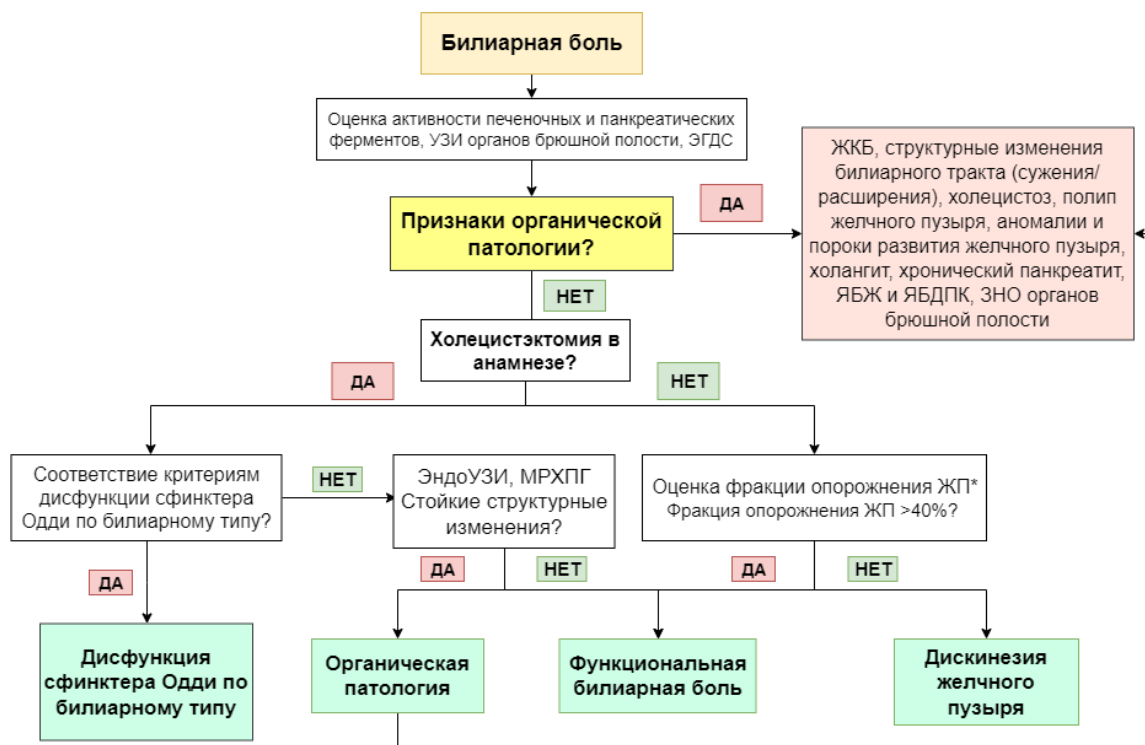 Билиарная боль
Оценка активности печеночных и панкреатических
ферментов, УЗИ органов брюшной полости, ЭГДС
Признаки органической
патологии?
ДА
ЖКБ, структурные изменения
билиарного тракта (сужения/
расширения), холецистоз, полип
желчного пузыря, аномалии и
пороки развития желчного пузыря,
холангит, хронический панкреатит,
ЯБЖ и ЯБДПК, ЗНО органов
брюшной полости
НЕТ
Холецистэктомия в
анамнезе?
ДА
НЕТ
Соответствие критериям
дисфункции сфинктера
Одди по билиарному типу?
НЕТ
ЭндоУЗИ, МРХПГ
Стойкие структурные
изменения?
Оценка фракции опорожнения ЖП*
Фракция опорожнения ЖП >40%?
ДА
ДА
НЕТ
ДА
НЕТ
Дисфункция
сфинктера Одди по
билиарному типу
Органическая
патология
Функциональная
билиарная боль
Дискинезия
желчного
пузыря